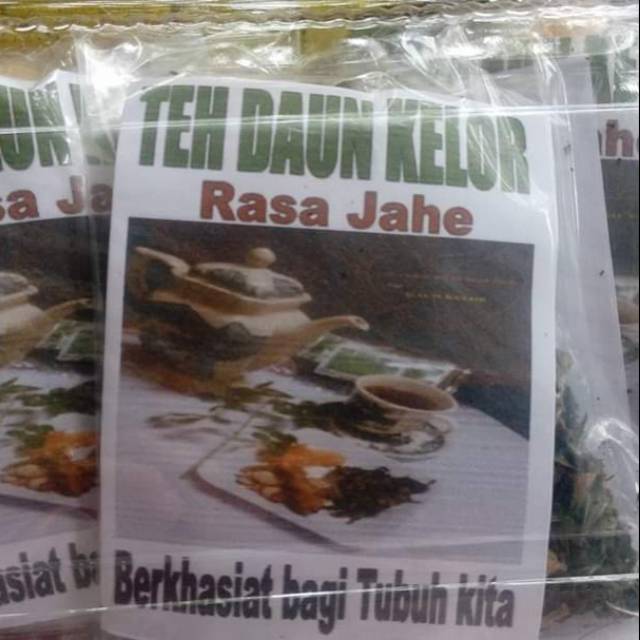 TEH DAUN KELOR
Rasa Jahe
Berkhasiat bagi Tubuh kita